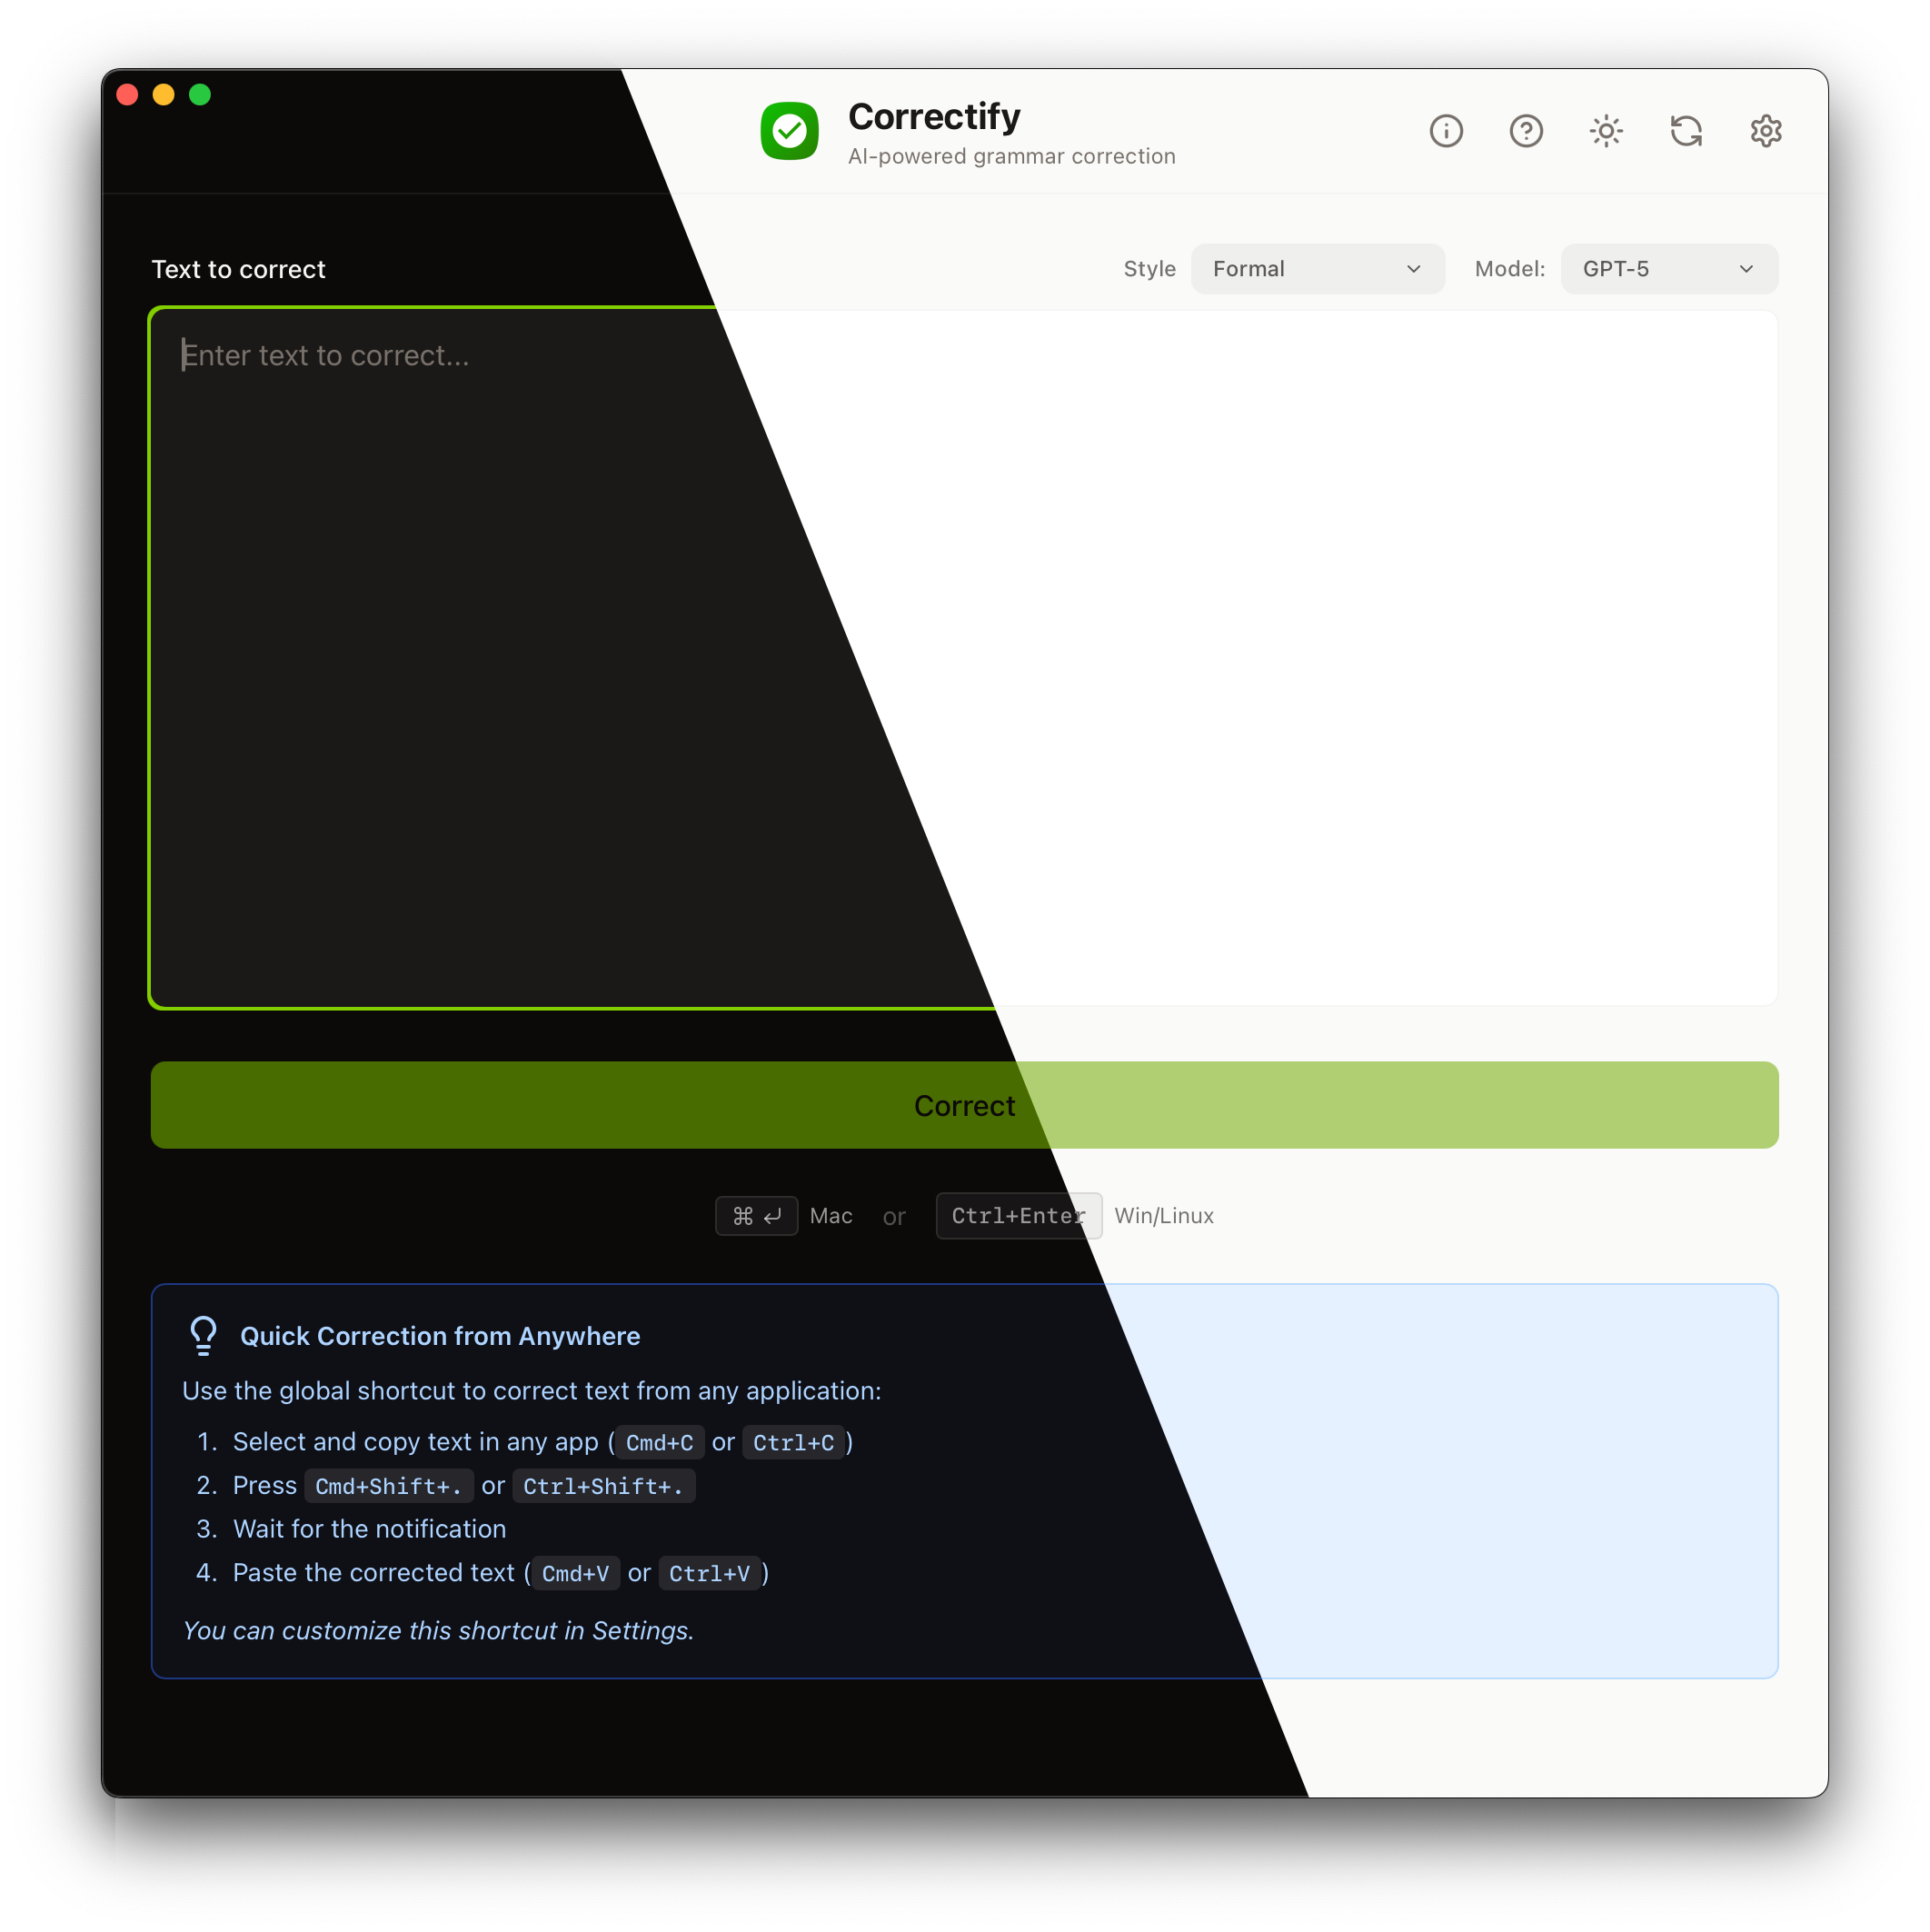 Correctify
AI-powered grammar correction
Text to correct
Style Formal Model: GPT-5
Enter text to correct...
Correct
⌘ ↵ Mac or Ctrl+Enter Win/Linux
Quick Correction from Anywhere
Use the global shortcut to correct text from any application:
1. Select and copy text in any app (Cmd+C or Ctrl+C)
2. Press Cmd+Shift+. or Ctrl+Shift+.
3. Wait for the notification
4. Paste the corrected text (Cmd+V or Ctrl+V)
You can customize this shortcut in Settings.